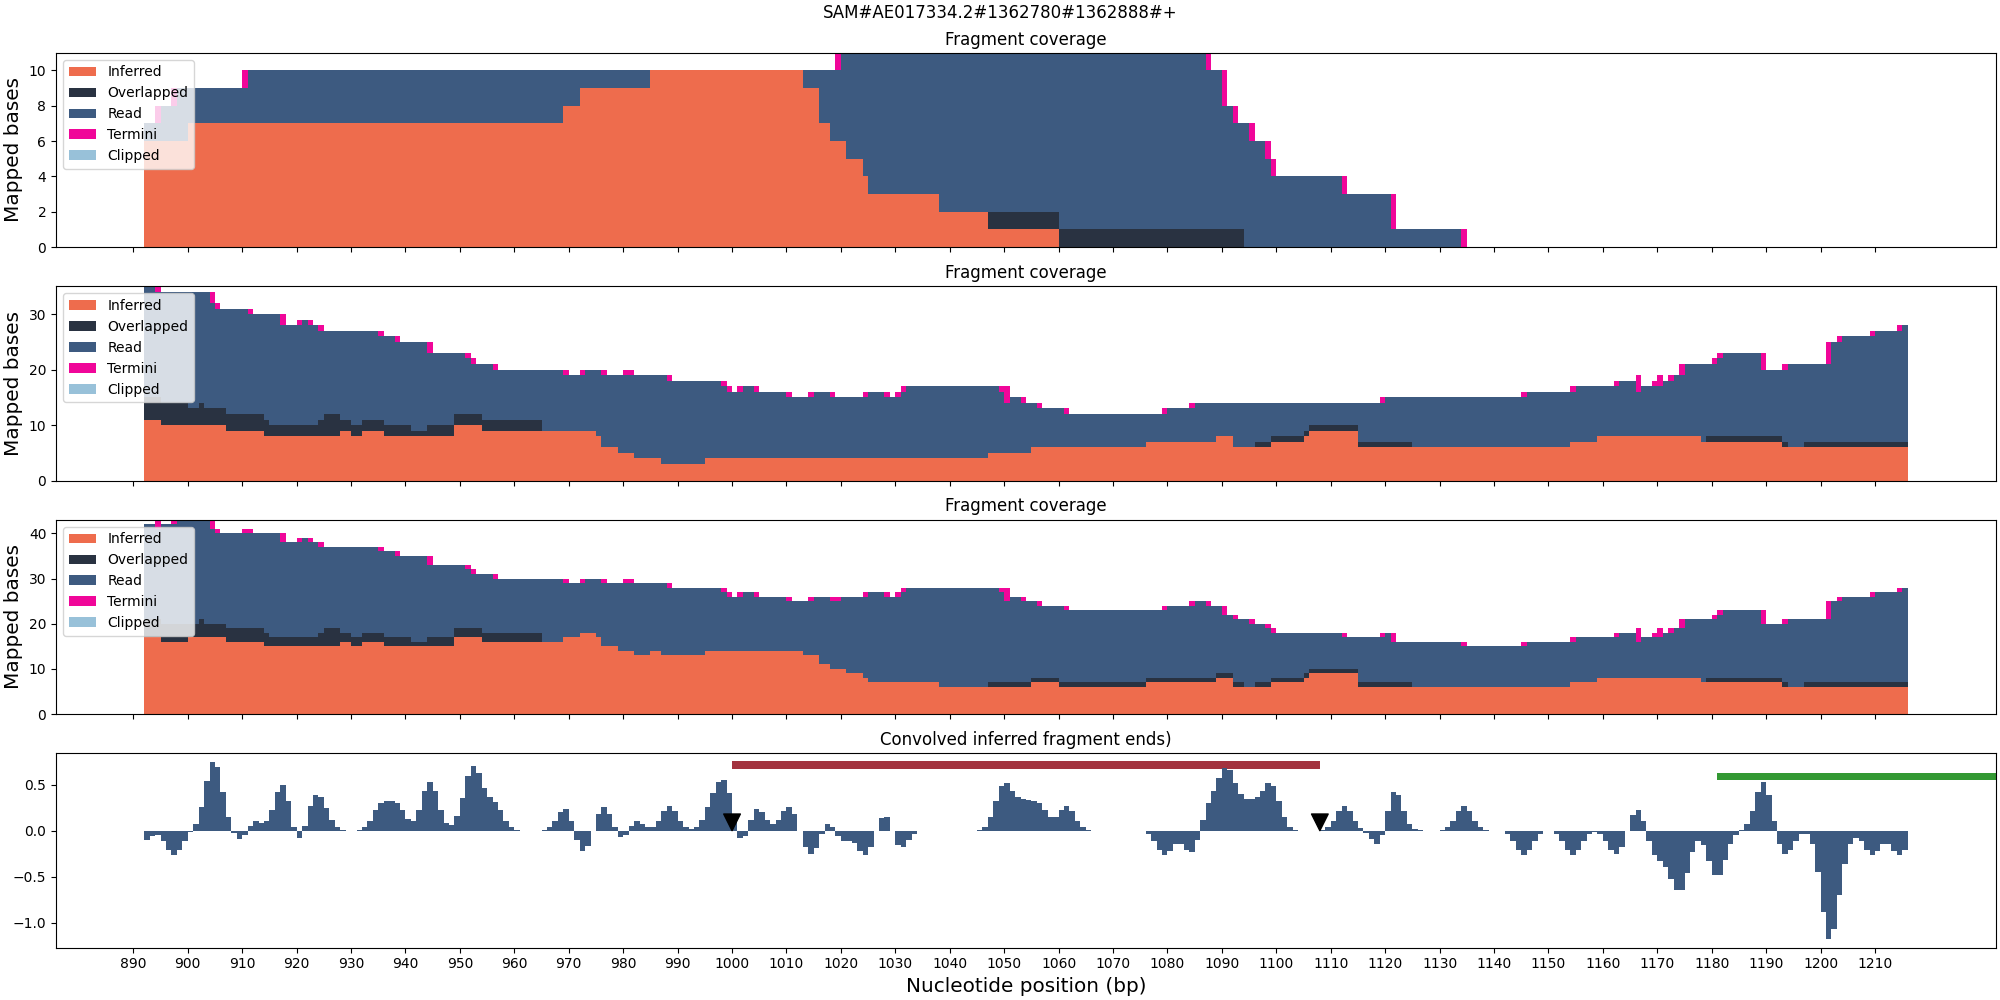 SAM#AE017334.2#1362780#1362888#+
Fragment coverage
Mapped bases
10
8
6
4
2
0
Inferred
Overlapped
Read
Termini
Clipped
Fragment coverage
Mapped bases
30
20
10
0
Inferred
Overlapped
Read
Termini
Clipped
Fragment coverage
Mapped bases
40
30
20
10
0
Inferred
Overlapped
Read
Termini
Clipped
Convolved inferred fragment ends)
0.5
0.0
−0.5
−1.0
890 900 910 920 930 940 950 960 970 980 990 1000 1010 1020 1030 1040 1050 1060 1070 1080 1090 1100 1110 1120 1130 1140 1150 1160 1170 1180 1190 1200 1210
Nucleotide position (bp)